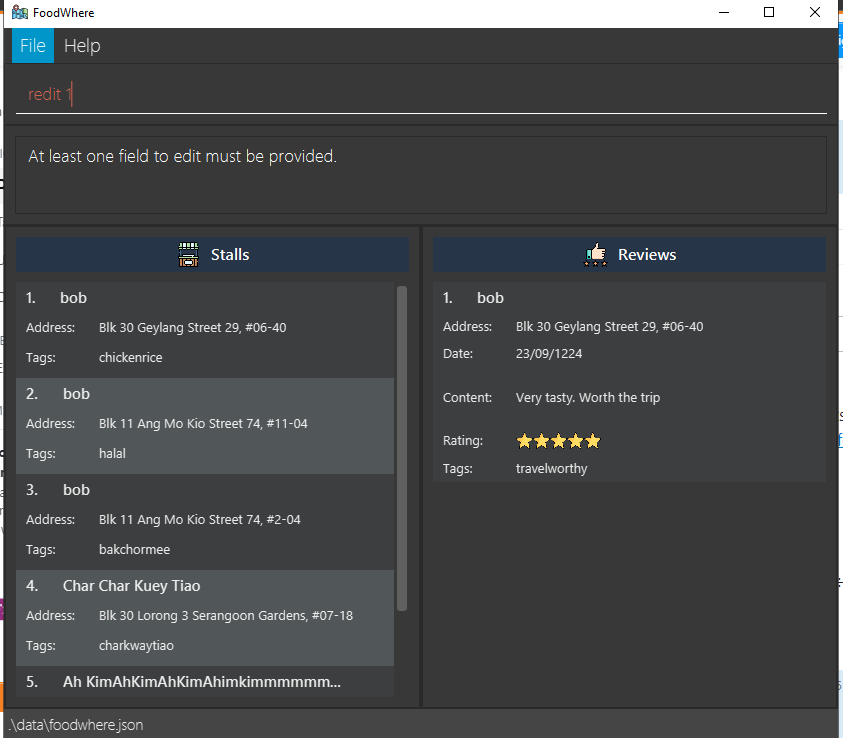 FoodWhere
File Help
redit 1
At least one field to edit must be provided.
Stalls
1. bob
Address: Blk 30 Geylang Street 29, #06-40
Tags: chickenrice
2. bob
Address: Blk 11 Ang Mo Kio Street 74, #11-04
Tags: halal
3. bob
Address: Blk 11 Ang Mo Kio Street 74, #2-04
Tags: bakchormee
4. Char Char Kuey Tiao
Address: Blk 30 Lorong 3 Serangoon Gardens, #07-18
Tags: charkwaytiao
5. Ah KimAhKimAhKimAhimkimmmmmm...
Reviews
1. bob
Address: Blk 30 Geylang Street 29, #06-40
Date: 23/09/1224
Content: Very tasty. Worth the trip
Rating:
Tags: travelworthy
.\data\foodwhere.json